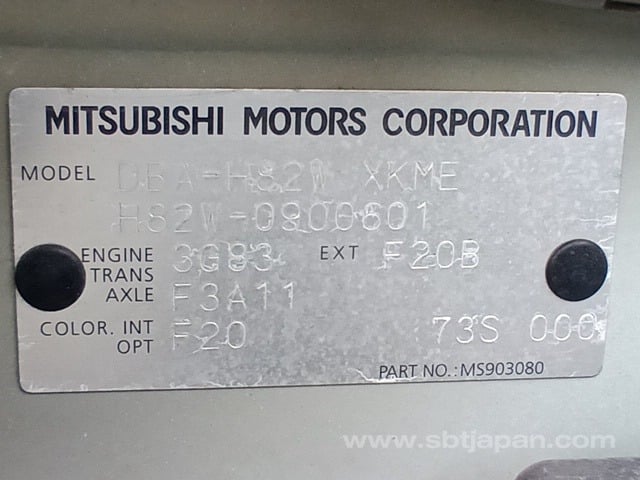 MITSUBISHI MOTORS CORPORATION
MODEL DBA-H82W XKME
H82W-0800601
ENGINE 3G83 EXT F20B
TRANS
AXLE F3A11
COLOR. INT F20 73S 000
OPT
PART NO.:MS903080
www.sbtjapan.com